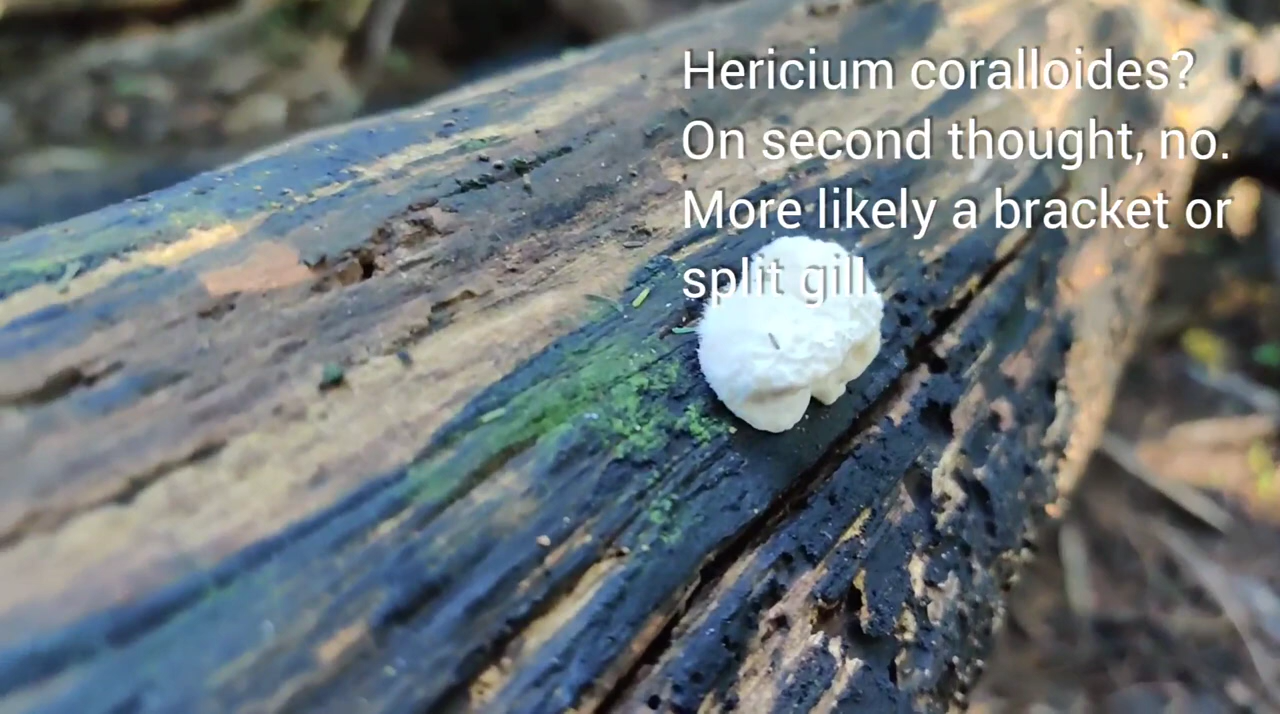 Hericium coralloides?
On second thought, no.
More likely a bracket or
split gill